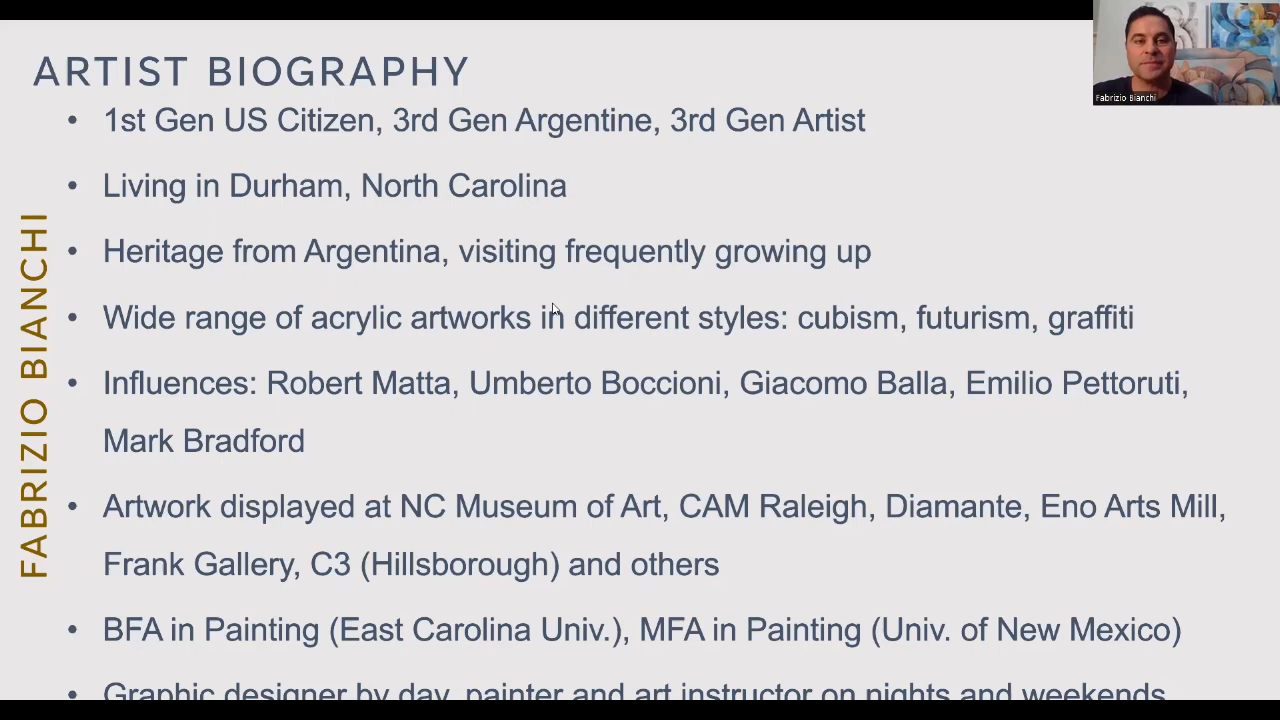 ARTIST BIOGRAPHY
Fabrizio Bianchi
• 1st Gen US Citizen, 3rd Gen Argentine, 3rd Gen Artist
• Living in Durham, North Carolina
• Heritage from Argentina, visiting frequently growing up
• Wide range of acrylic artworks in different styles: cubism, futurism, graffiti
• Influences: Robert Matta, Umberto Boccioni, Giacomo Balla, Emilio Pettoruti,
Mark Bradford
• Artwork displayed at NC Museum of Art, CAM Raleigh, Diamante, Eno Arts Mill,
Frank Gallery, C3 (Hillsborough) and others
• BFA in Painting (East Carolina Univ.), MFA in Painting (Univ. of New Mexico)
• Graphic designer by day, painter and art instructor on nights and weekends
FABRIZIO BIANCHI